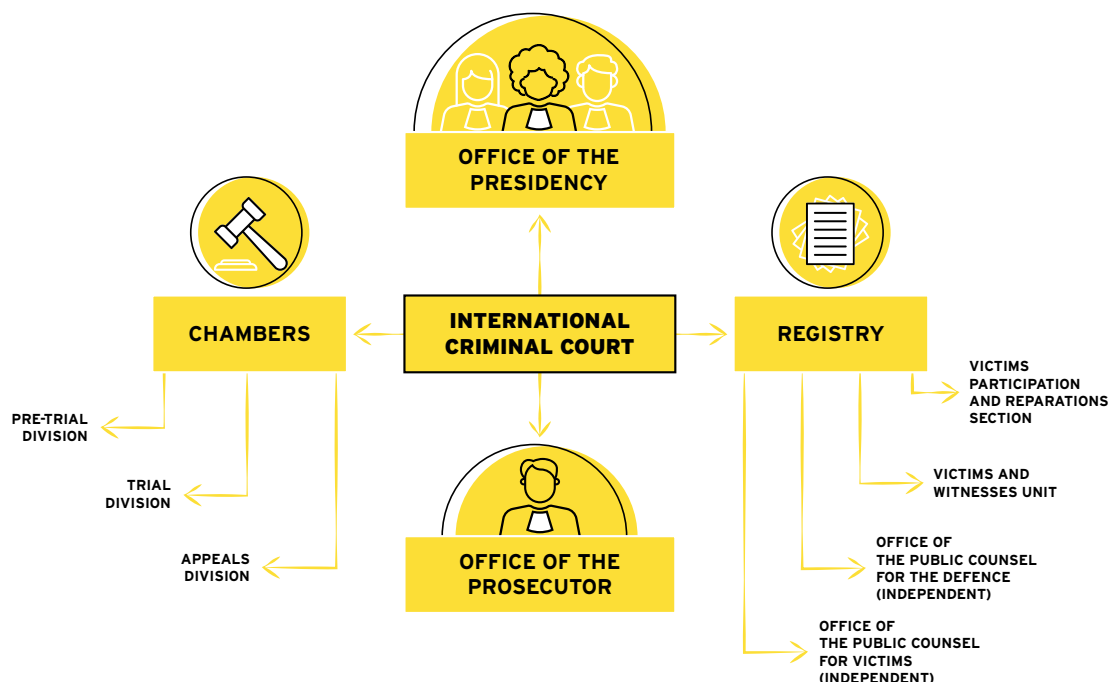 OFFICE OF THE
PRESIDENCY
CHAMBERS
INTERNATIONAL
CRIMINAL COURT
REGISTRY
PRE-TRIAL
DIVISION
TRIAL
DIVISION
APPEALS
DIVISION
OFFICE OF THE
PROSECUTOR
VICTIMS
PARTICIPATION
AND REPARATIONS
SECTION
VICTIMS AND
WITNESSES UNIT
OFFICE OF
THE PUBLIC COUNSEL
FOR THE DEFENCE
(INDEPENDENT)
OFFICE OF
THE PUBLIC COUNSEL
FOR VICTIMS
(INDEPENDENT)